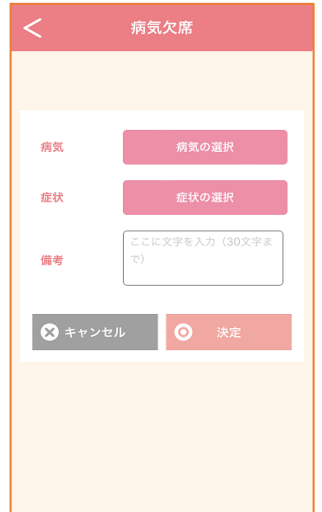 病気欠席
病気
病気の選択
症状
症状の選択
備考
ここに文字を入力（30文字ま
で）
キャンセル
決定